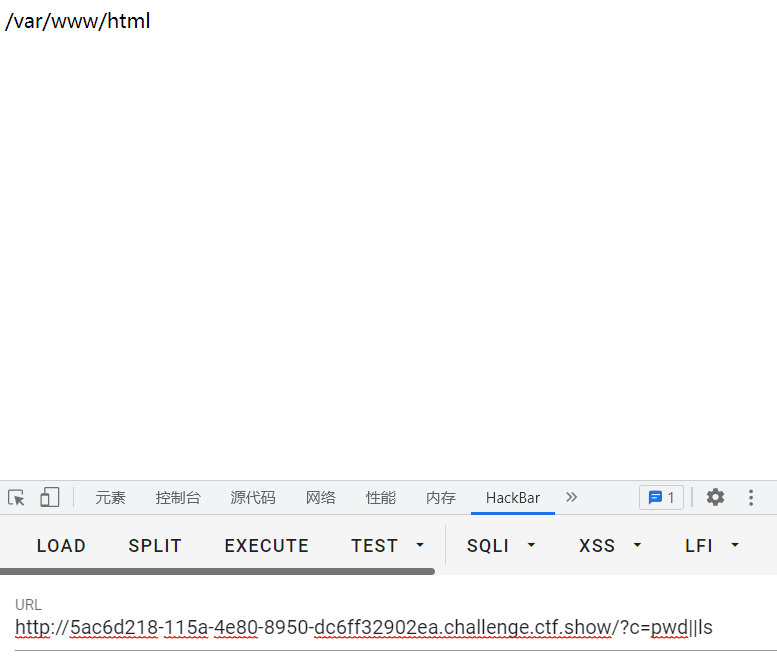 /var/www/html
元素 控制台 源代码 网络 性能 内存 HackBar » 1
LOAD SPLIT EXECUTE TEST SQLI XSS LFI
URL
http://5ac6d218-115a-4e80-8950-dc6ff32902ea.challenge.ctf.show/?c=pwd||ls